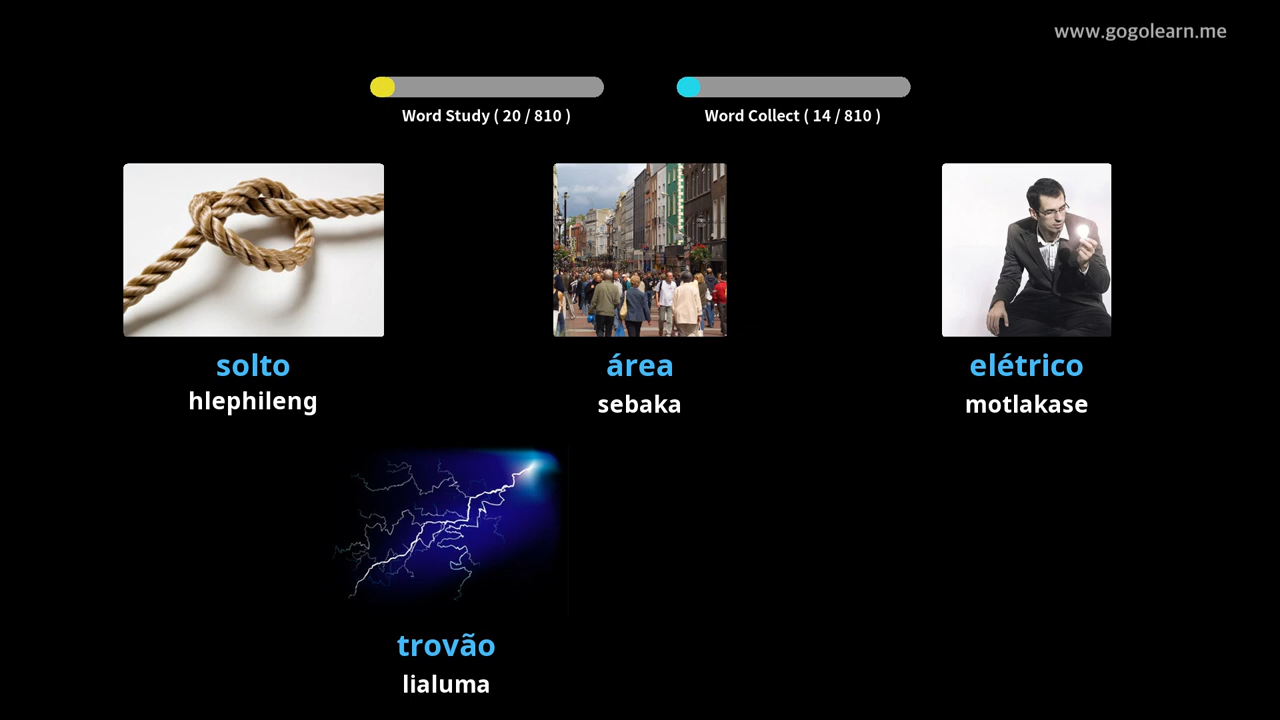 www.gogolearn.me
Word Study ( 20 / 810 )
Word Collect ( 14 / 810 )
solto
hlephileng
área
sebaka
elétrico
motlakase
trovão
lialuma